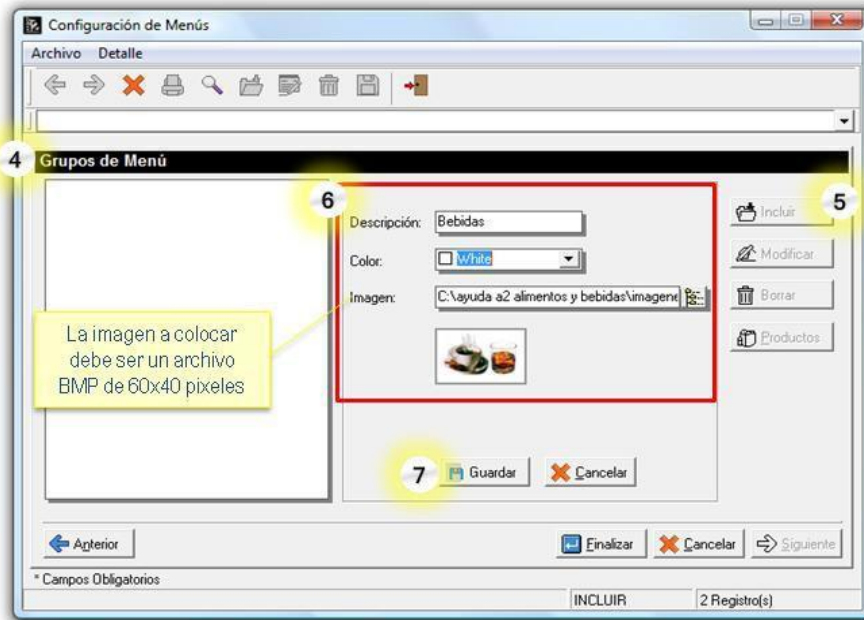 Configuración de Menús
Archivo Detalle
4 Grupos de Menú
6
5
Descripción: Bebidas
Incluir
Color: White
Modificar
Imagen: C:\ayuda a2 alimentos y bebidas\imagene
Borrar
La imagen a colocar
debe ser un archivo
BMP de 60x40 pixeles
Productos
7 Guardar Cancelar
Anterior Finalizar Cancelar Siguiente
* Campos Obligatorios
INCLUIR 2 Registro(s)